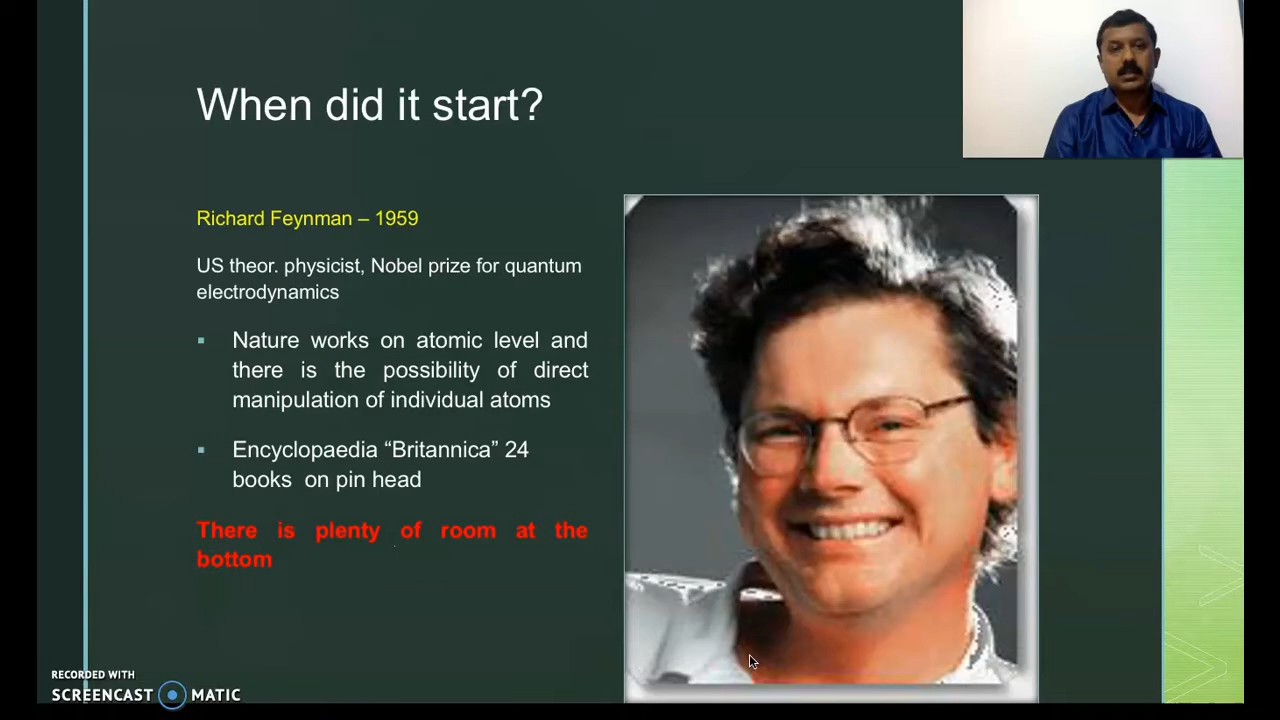 When did it start?
Richard Feynman – 1959
US theor. physicist, Nobel prize for quantum
electrodynamics
Nature works on atomic level and
there is the possibility of direct
manipulation of individual atoms
Encyclopaedia “Britannica” 24
books on pin head
There is plenty of room at the
bottom
RECORDED WITH
SCREENCAST MATIC